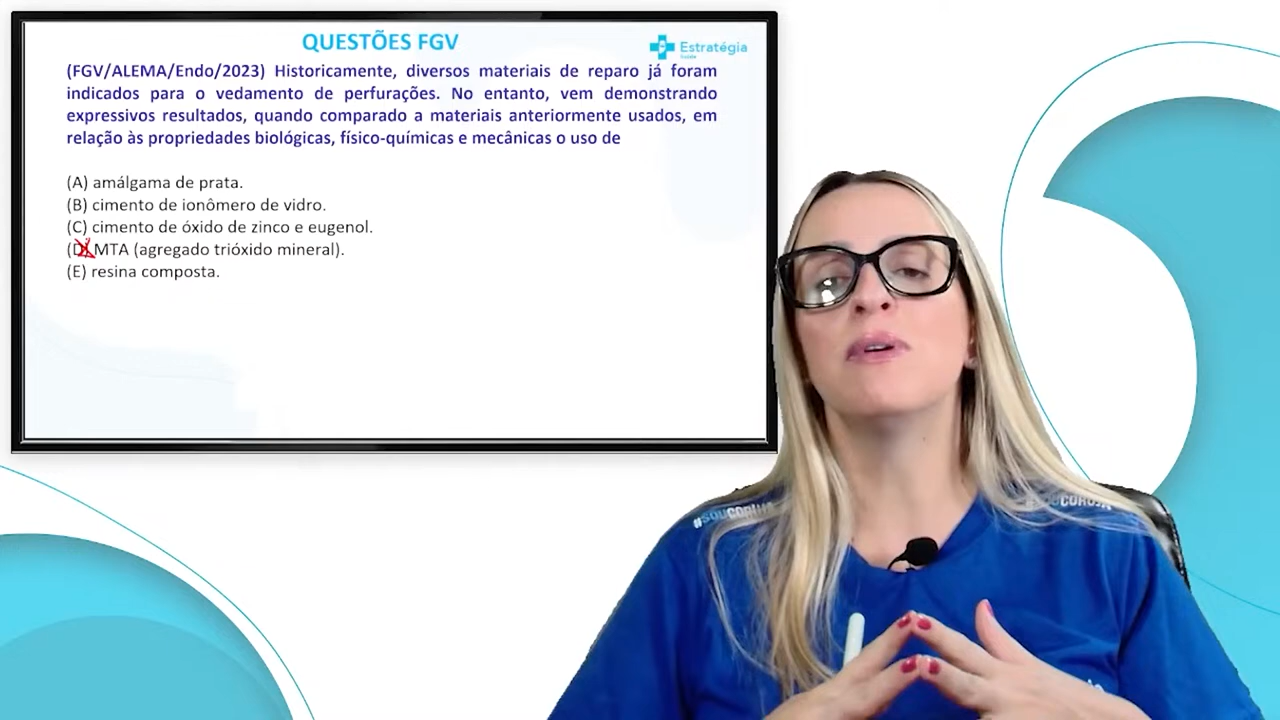 QUESTÕES FGV
Estratégia
Saúde
(FGV/ALEMA/Endo/2023) Historicamente, diversos materiais de reparo já foram
indicados para o vedamento de perfurações. No entanto, vem demonstrando
expressivos resultados, quando comparado a materiais anteriormente usados, em
relação às propriedades biológicas, físico-químicas e mecânicas o uso de
(A) amálgama de prata.
(B) cimento de ionômero de vidro.
(C) cimento de óxido de zinco e eugenol.
(D) MTA (agregado trióxido mineral).
(E) resina composta.
#SOUCORUJA